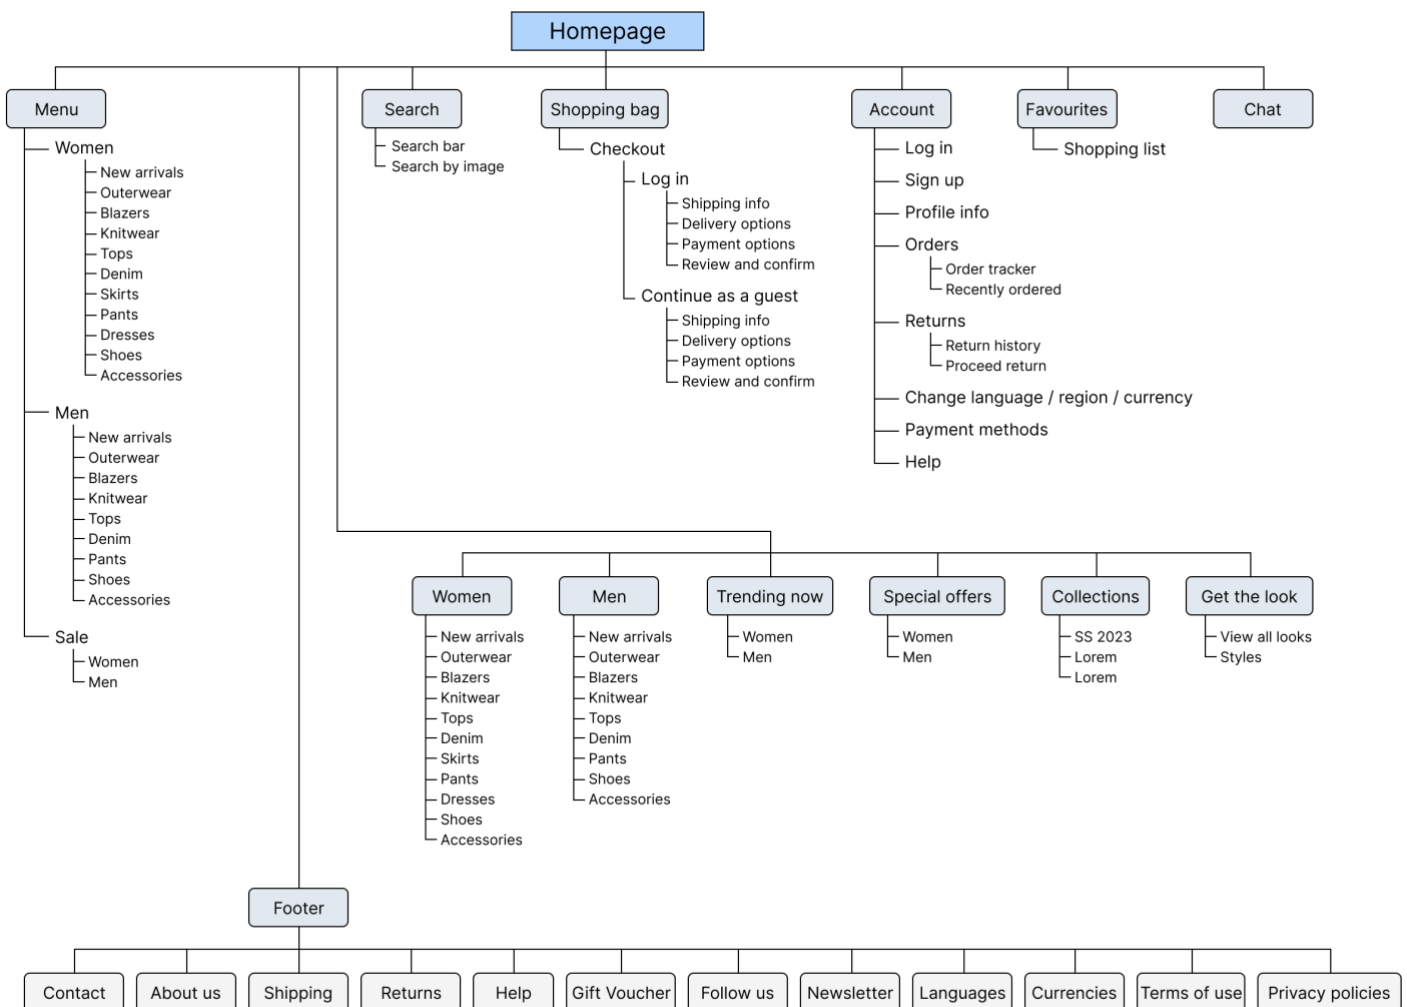 Homepage
Menu
Women
New arrivals
Outerwear
Blazers
Knitwear
Tops
Denim
Skirts
Pants
Dresses
Shoes
Accessories
Men
New arrivals
Outerwear
Blazers
Knitwear
Tops
Denim
Pants
Shoes
Accessories
Sale
Women
Men
Search
Search bar
Search by image
Shopping bag
Checkout
Log in
Shipping info
Delivery options
Payment options
Review and confirm
Continue as a guest
Shipping info
Delivery options
Payment options
Review and confirm
Account
Log in
Sign up
Profile info
Orders
Order tracker
Recently ordered
Returns
Return history
Proceed return
Change language / region / currency
Payment methods
Help
Favourites
Shopping list
Chat
Women
New arrivals
Outerwear
Blazers
Knitwear
Tops
Denim
Skirts
Pants
Dresses
Shoes
Accessories
Men
New arrivals
Outerwear
Blazers
Knitwear
Tops
Denim
Pants
Shoes
Accessories
Trending now
Women
Men
Special offers
Women
Men
Collections
SS 2023
Lorem
Lorem
Get the look
View all looks
Styles
Footer
Contact
About us
Shipping
Returns
Help
Gift Voucher
Follow us
Newsletter
Languages
Currencies
Terms of use
Privacy policies